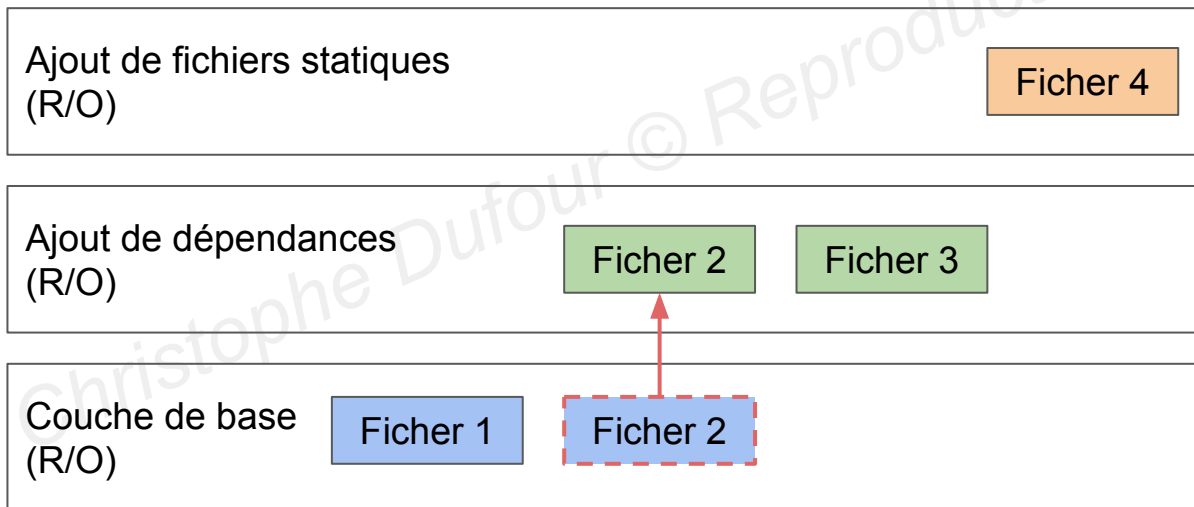 Ajout de fichiers statiques
(R/O)
Ficher 4
Ajout de dépendances
(R/O)
Ficher 2
Ficher 3
Couche de base
(R/O)
Ficher 1
Ficher 2
Christophe Dufour © Reproduc